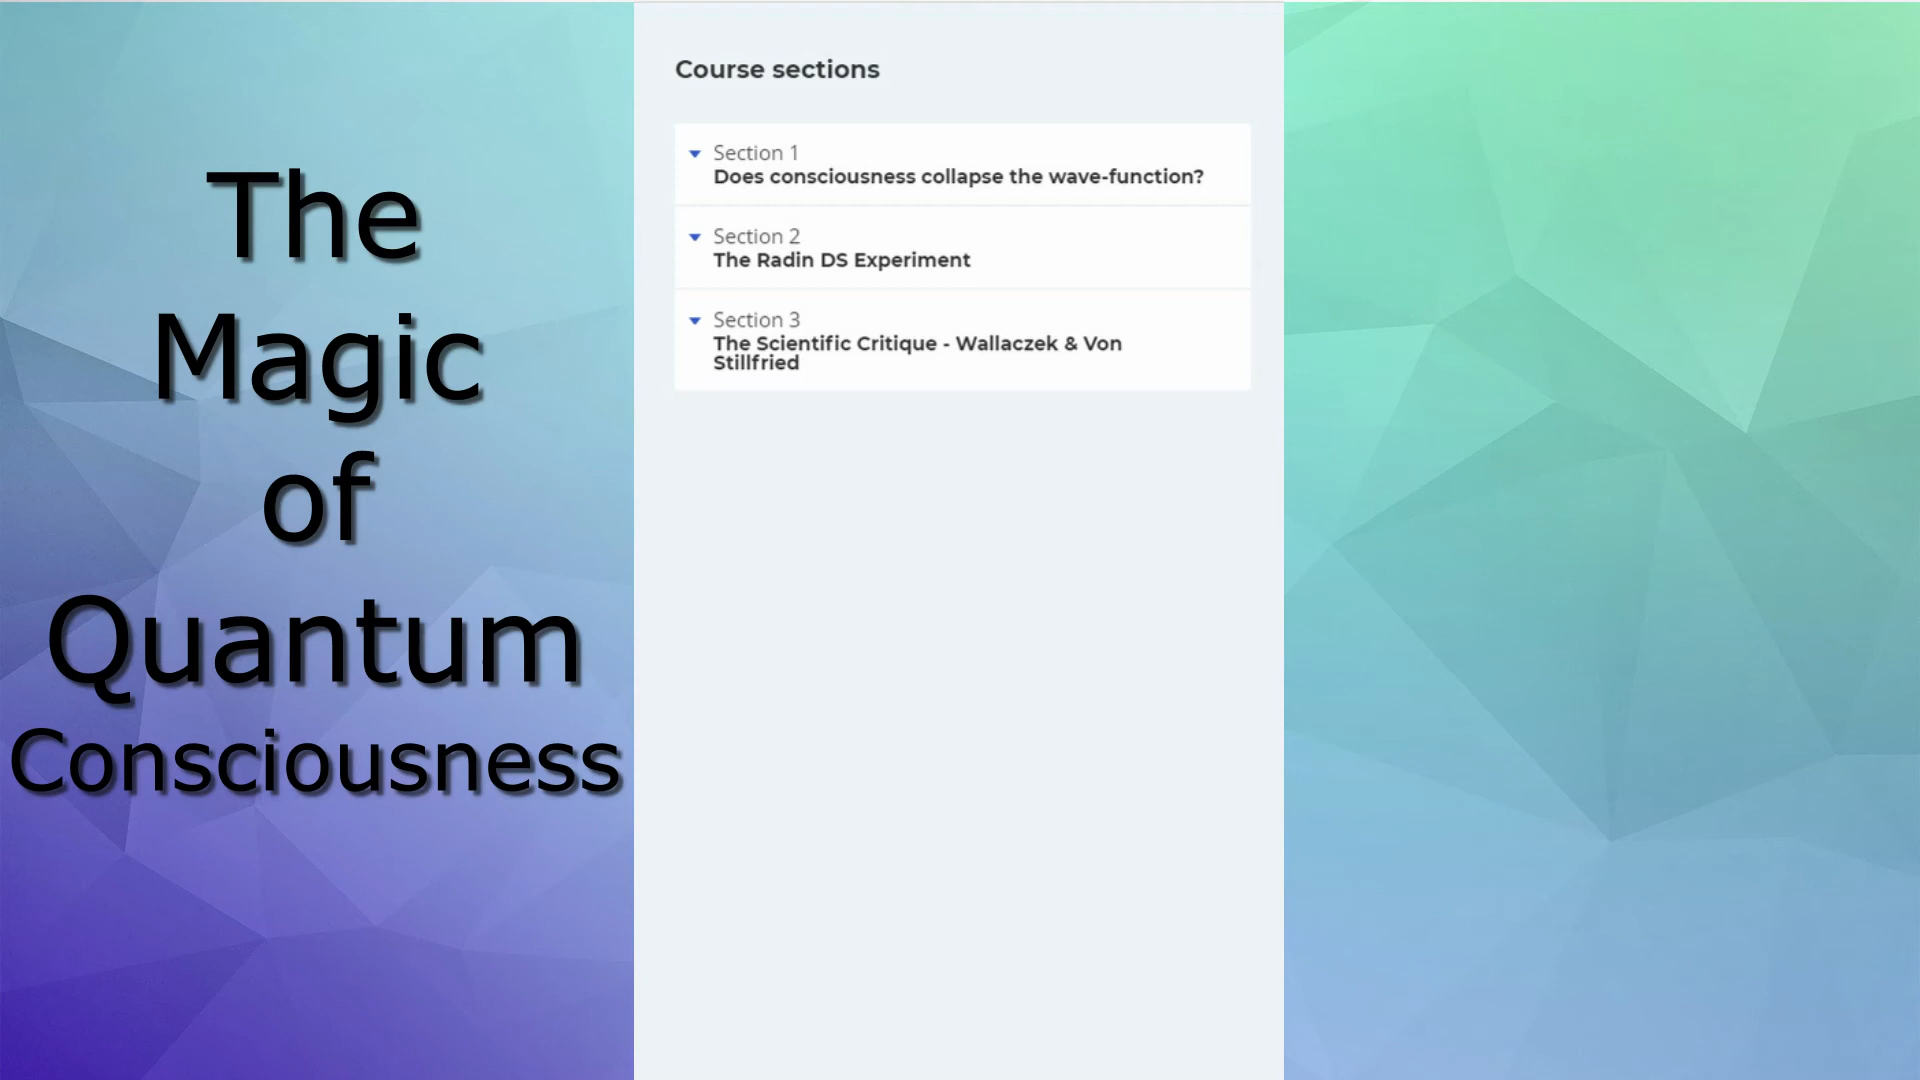 The
Magic
of
Quantum
Consciousness
Course sections
Section 1
Does consciousness collapse the wave-function?
Section 2
The Radin DS Experiment
Section 3
The Scientific Critique - Wallaczek & Von
Stillfried